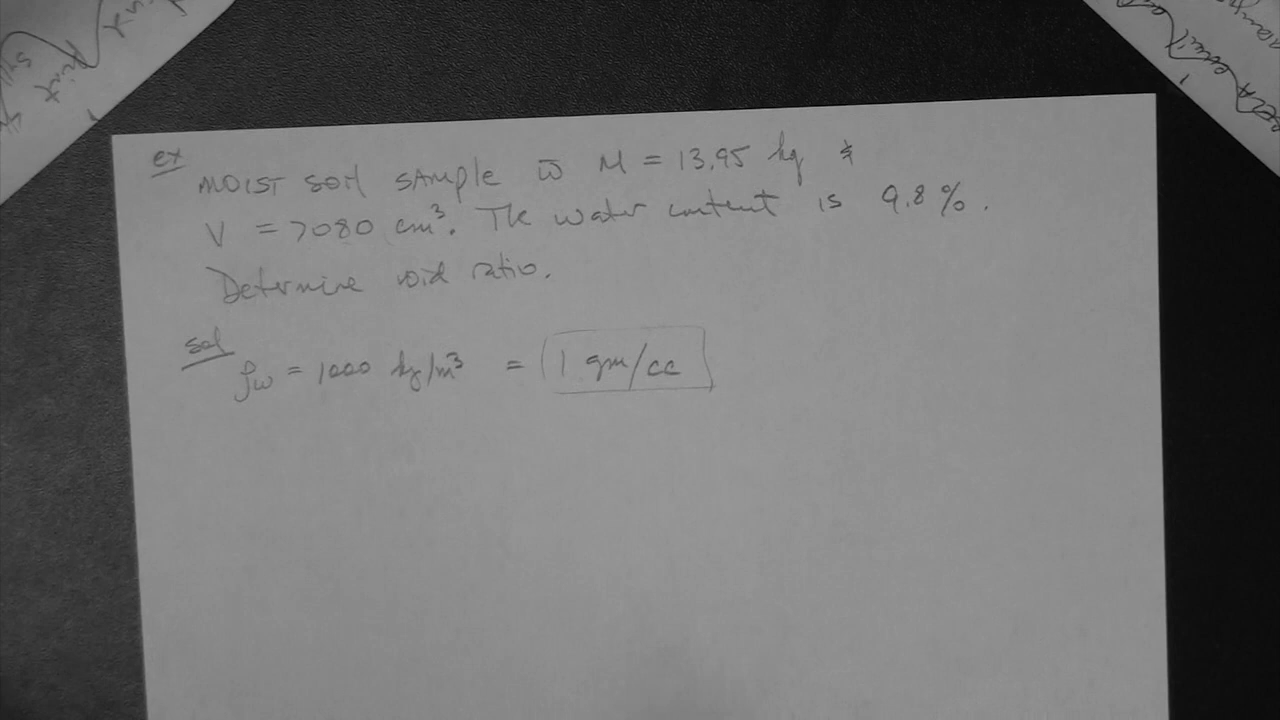 ex
MOIST SOIL SAMPLE w̅ M = 13.95 kg &
V = 7080 cm³. The water content is 9.8 %.
Determine void ratio.
Sol
ρw = 1000 kg/m³ = 1 gm/cc